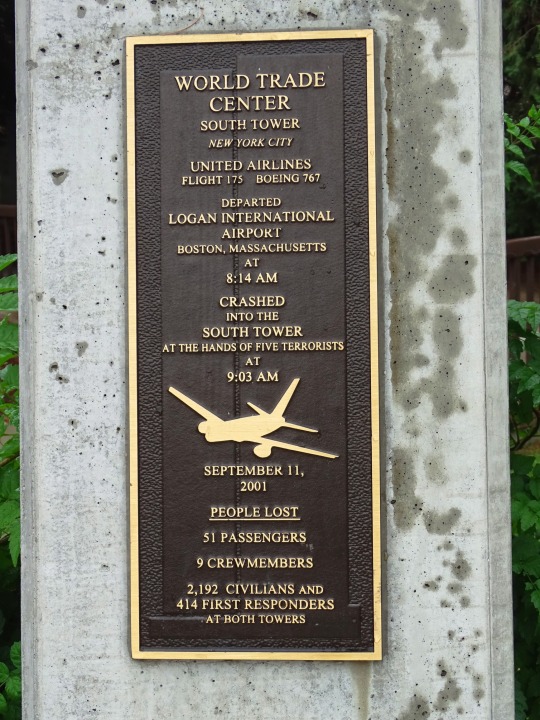 WORLD TRADE
CENTER
SOUTH TOWER
NEW YORK CITY
UNITED AIRLINES
FLIGHT 175 BOEING 767
DEPARTED
LOGAN INTERNATIONAL
AIRPORT
BOSTON, MASSACHUSETTS
AT
8:14 AM
CRASHED
INTO THE
SOUTH TOWER
AT THE HANDS OF FIVE TERRORISTS
AT
9:03 AM
SEPTEMBER 11,
2001
PEOPLE LOST
51 PASSENGERS
9 CREWMEMBERS
2,192 CIVILIANS AND
414 FIRST RESPONDERS
AT BOTH TOWERS